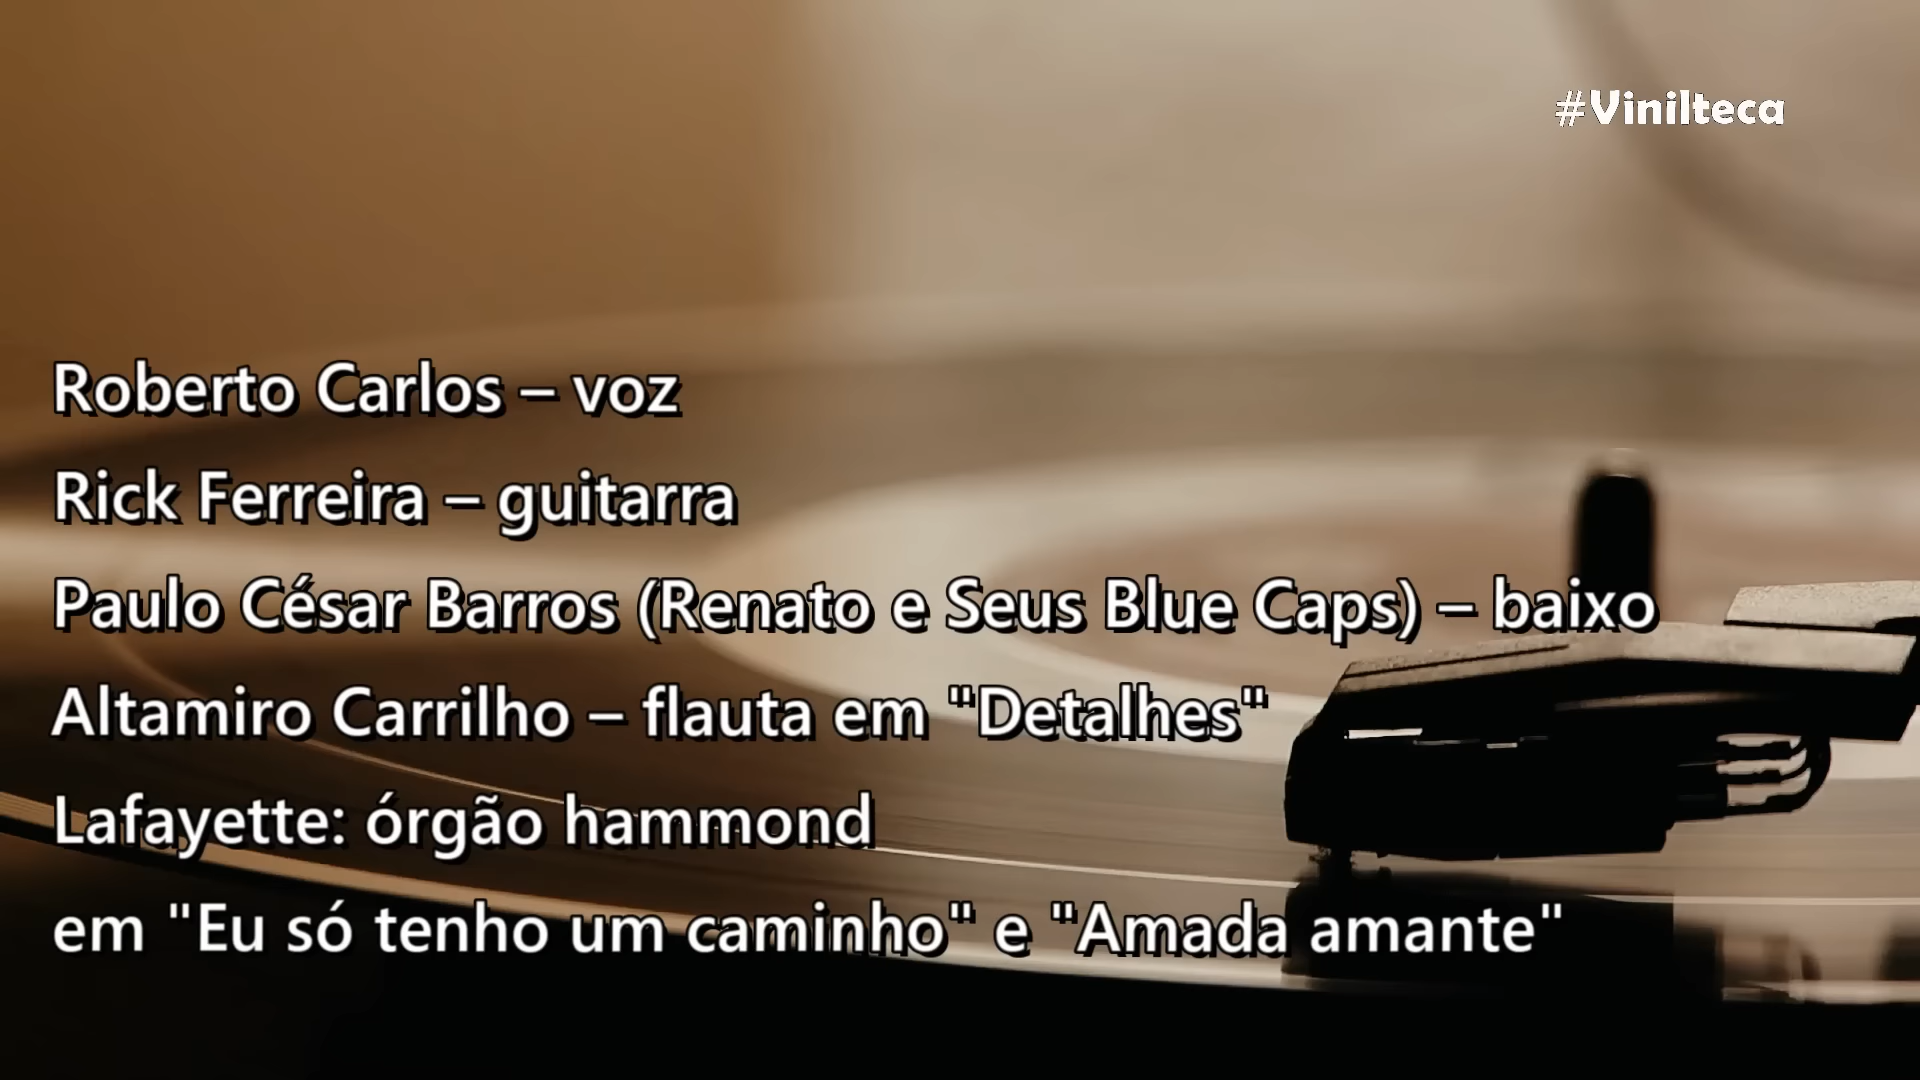 #Vinilteca
Roberto Carlos – voz
Rick Ferreira – guitarra
Paulo César Barros (Renato e Seus Blue Caps) – baixo
Altamiro Carrilho – flauta em "Detalhes"
Lafayette: órgão hammond
em "Eu só tenho um caminho" e "Amada amante"